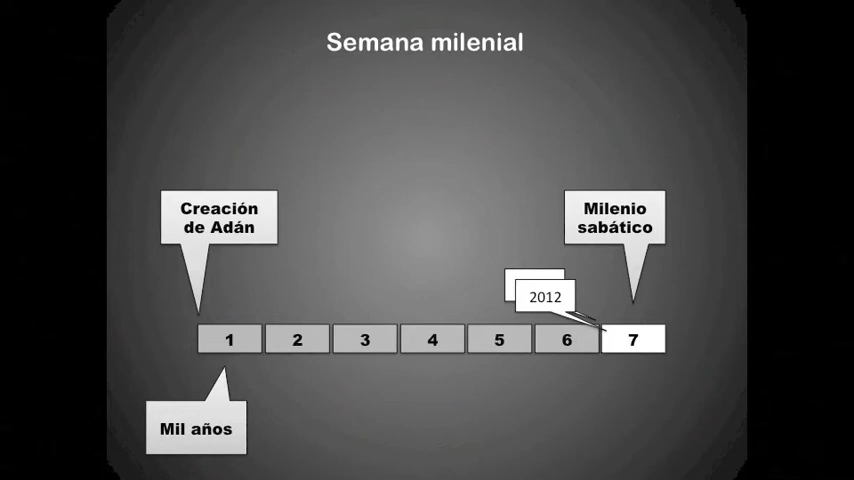 Semana milenial
Creación
de Adán
Milenio
sabático
2012
1 2 3 4 5 6 7
Mil años